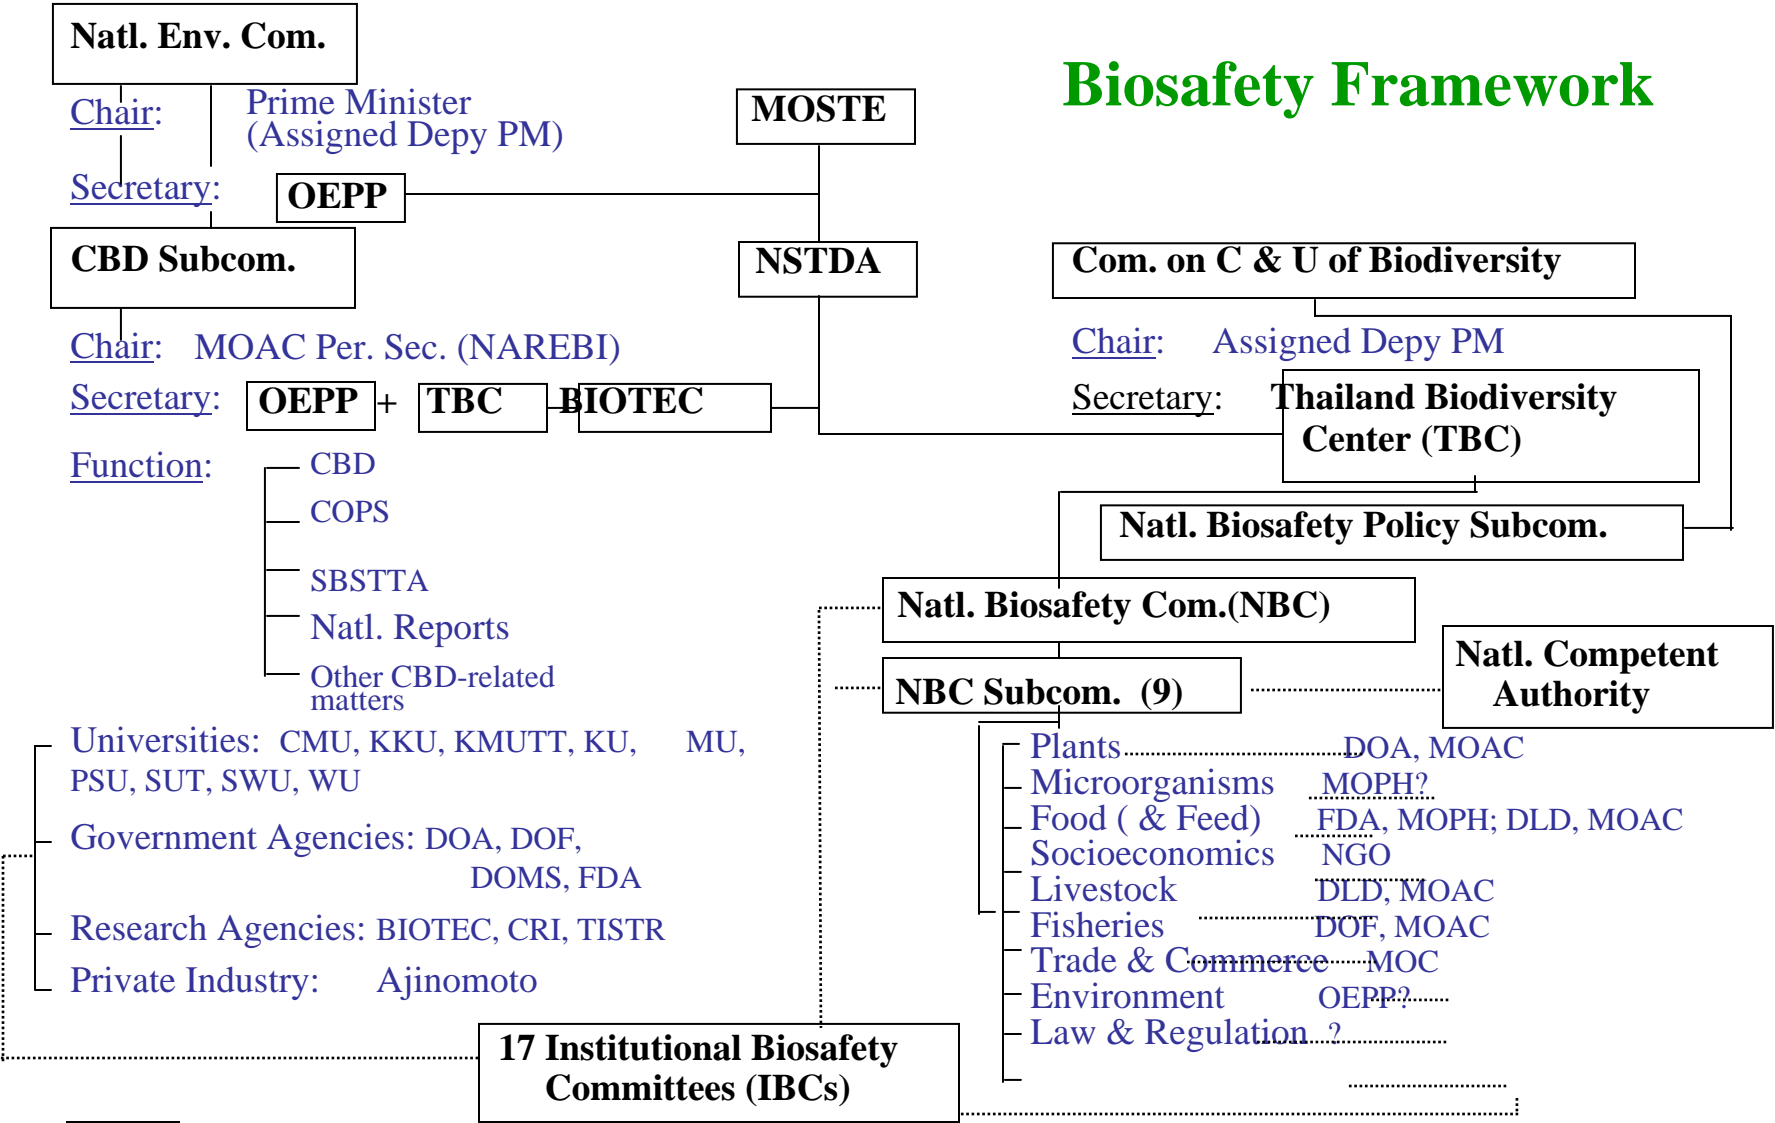 Biosafety Framework
Natl. Env. Com.
Chair: Prime Minister
(Assigned Depy PM)
MOSTE
Secretary: OEPP
CBD Subcom.
NSTDA
Com. on C & U of Biodiversity
Chair: MOAC Per. Sec. (NAREBI)
Secretary: OEPP + TBC BIOTEC
Chair: Assigned Depy PM
Secretary: Thailand Biodiversity
Center (TBC)
Function: CBD
COPS
SBSTTA
Natl. Reports
Other CBD-related
matters
Natl. Biosafety Policy Subcom.
Natl. Biosafety Com.(NBC)
NBC Subcom. (9)
Natl. Competent
Authority
Universities: CMU, KKU, KMUTT, KU, MU,
PSU, SUT, SWU, WU
Government Agencies: DOA, DOF,
DOMS, FDA
Research Agencies: BIOTEC, CRI, TISTR
Private Industry: Ajinomoto
Plants DOA, MOAC
Microorganisms MOPH?
Food ( & Feed) FDA, MOPH; DLD, MOAC
Socioeconomics NGO
Livestock DLD, MOAC
Fisheries DOF, MOAC
Trade & Commerce MOC
Environment OEPP?
Law & Regulation ?
17 Institutional Biosafety
Committees (IBCs)